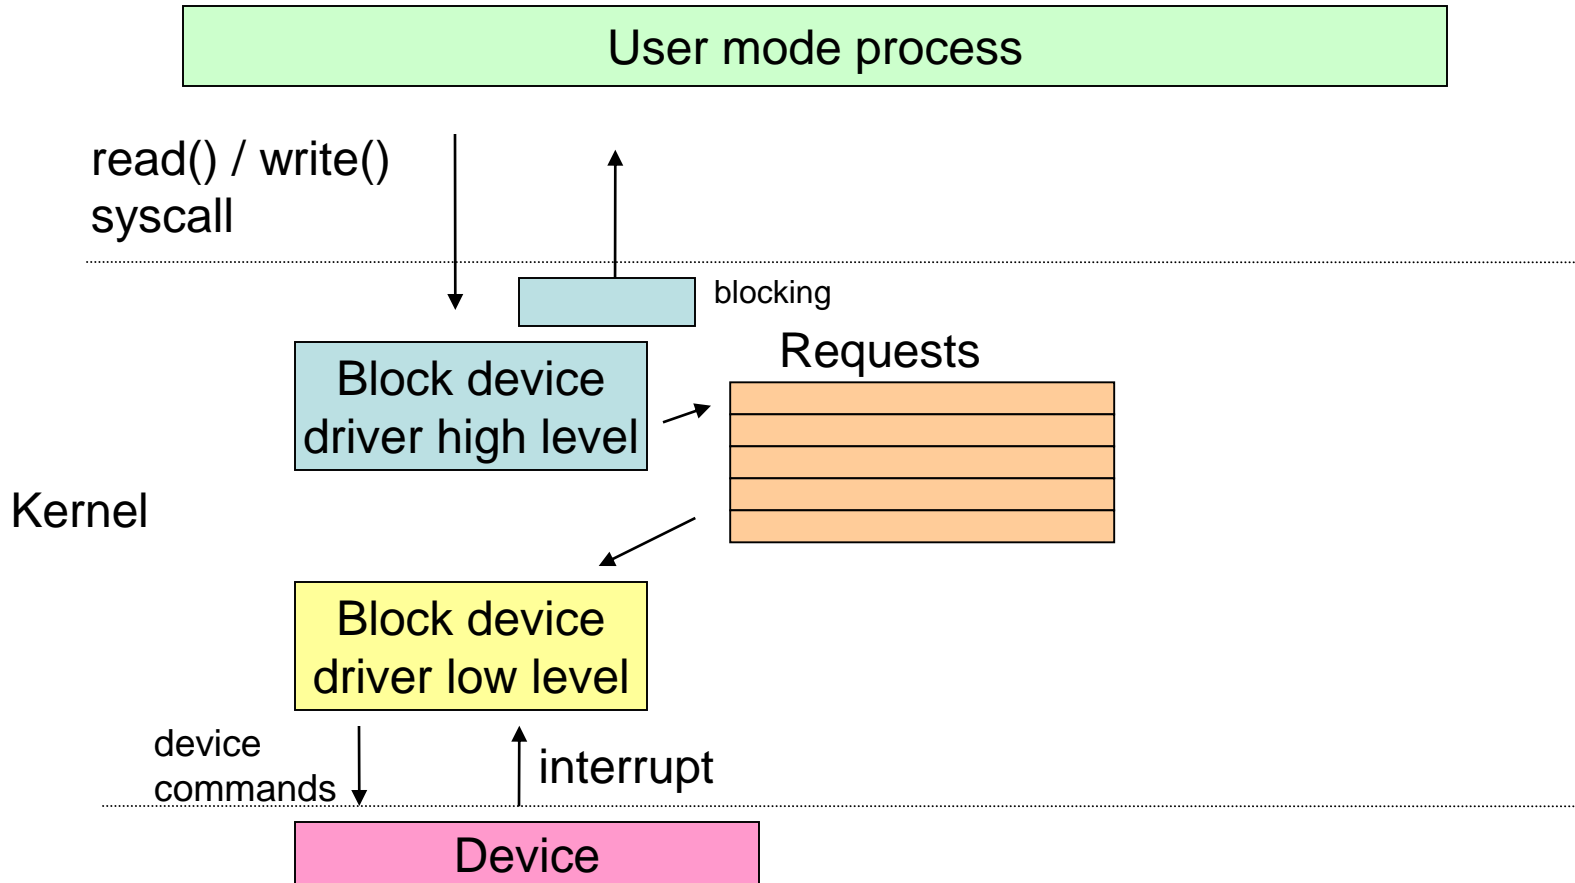 User mode process
read() / write()
syscall
blocking
Requests
Block device
driver high level
Kernel
Block device
driver low level
device
commands
interrupt
Device